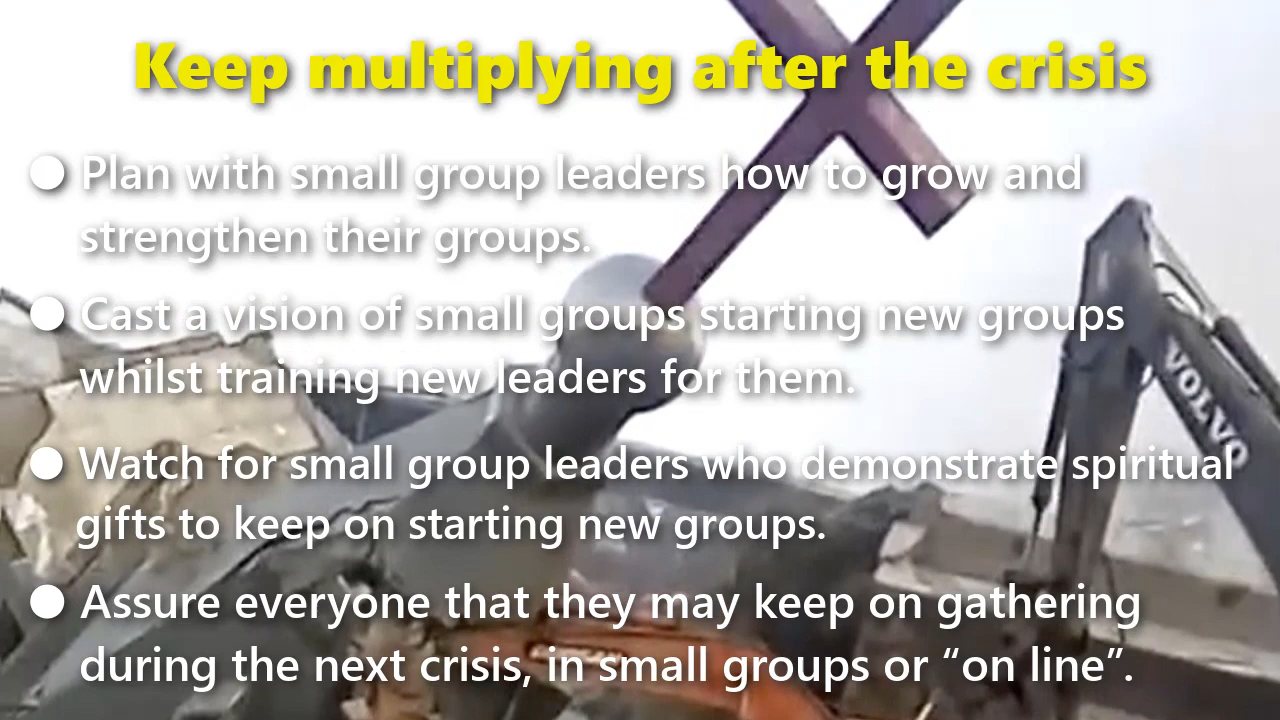 Keep multiplying after the crisis
● Plan with small group leaders how to grow and
strengthen their groups.
● Cast a vision of small groups starting new groups
whilst training new leaders for them.
● Watch for small group leaders who demonstrate spiritual
gifts to keep on starting new groups.
● Assure everyone that they may keep on gathering
during the next crisis, in small groups or “on line”.
VOLVO